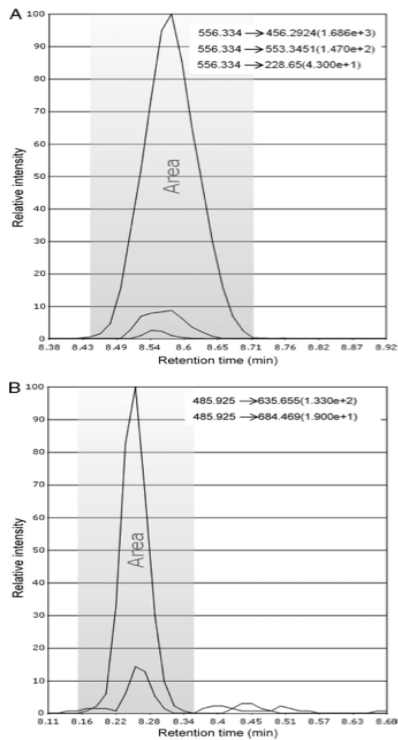 A
556.334 →456.2924(1.686e+3)
556.334 →553.3451(1.470e+2)
556.334 →228.65(4.300e+1)
Relative intensity
100
90
80
70
60
50
40
30
20
10
0
Area
8.38 8.43 8.49 8.54 8.6 8.65 8.71 8.76 8.82 8.87 8.92
Retention time (min)
B
485.925 →635.655(1.330e+2)
485.925 →684.469(1.900e+1)
Relative intensity
100
90
80
70
60
50
40
30
20
10
0
Area
8.11 8.16 8.22 8.28 8.34 8.4 8.45 8.51 8.57 8.63 8.68
Retention time (min)